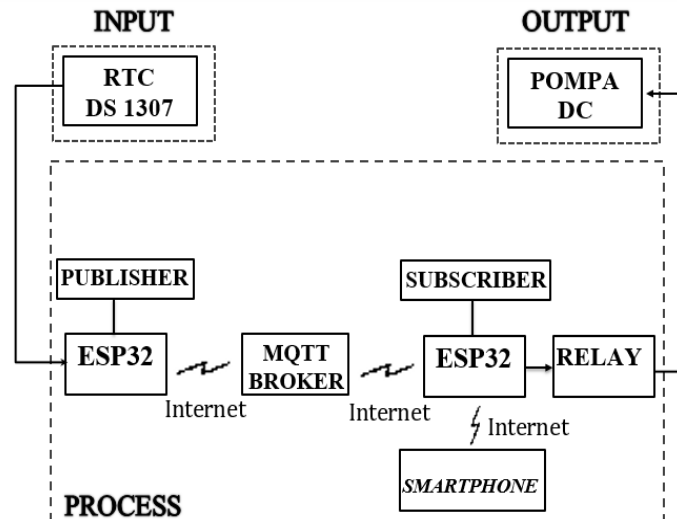 INPUT
OUTPUT
RTC
DS 1307
POMPA
DC
PUBLISHER
SUBSCRIBER
ESP32
MQTT
BROKER
ESP32
RELAY
Internet
Internet
Internet
SMARTPHONE
PROCESS